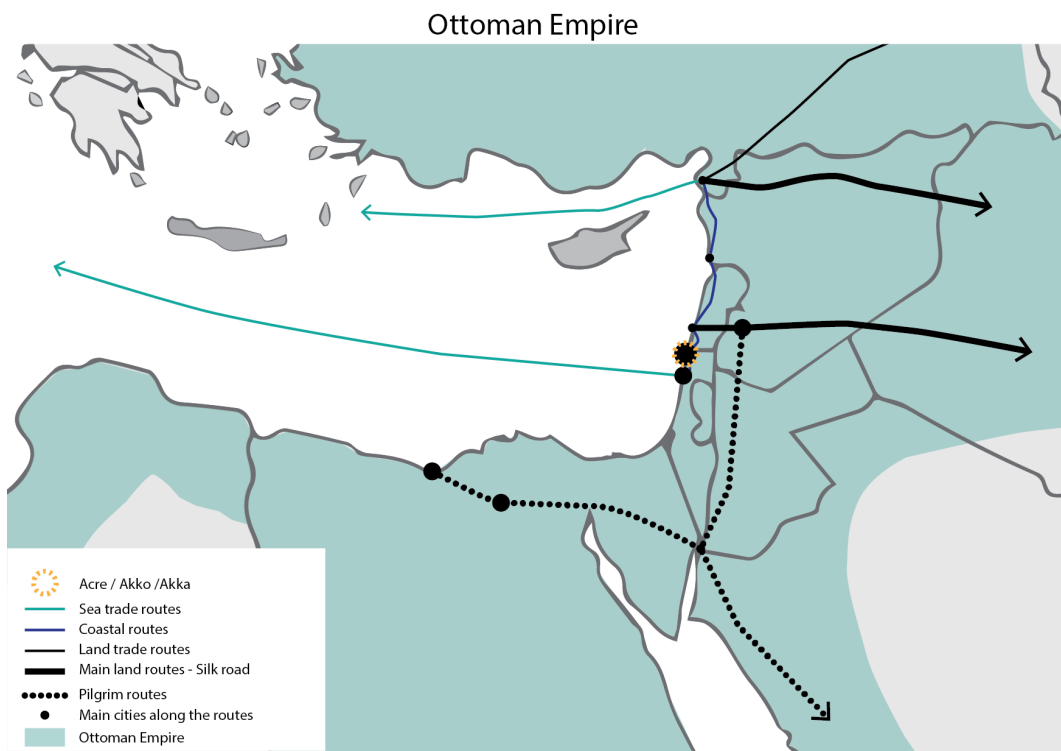 Ottoman Empire
Acre / Akko /Akka
Sea trade routes
Coastal routes
Land trade routes
Main land routes - Silk road
Pilgrim routes
Main cities along the routes
Ottoman Empire